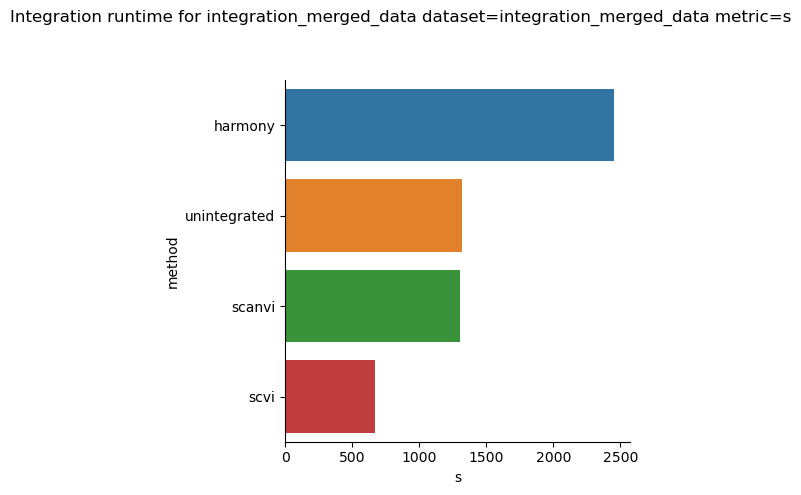 Integration runtime for integration_merged_data dataset=integration_merged_data metric=s
harmony
unintegrated
scanvi
scvi
method
0 500 1000 1500 2000 2500
s